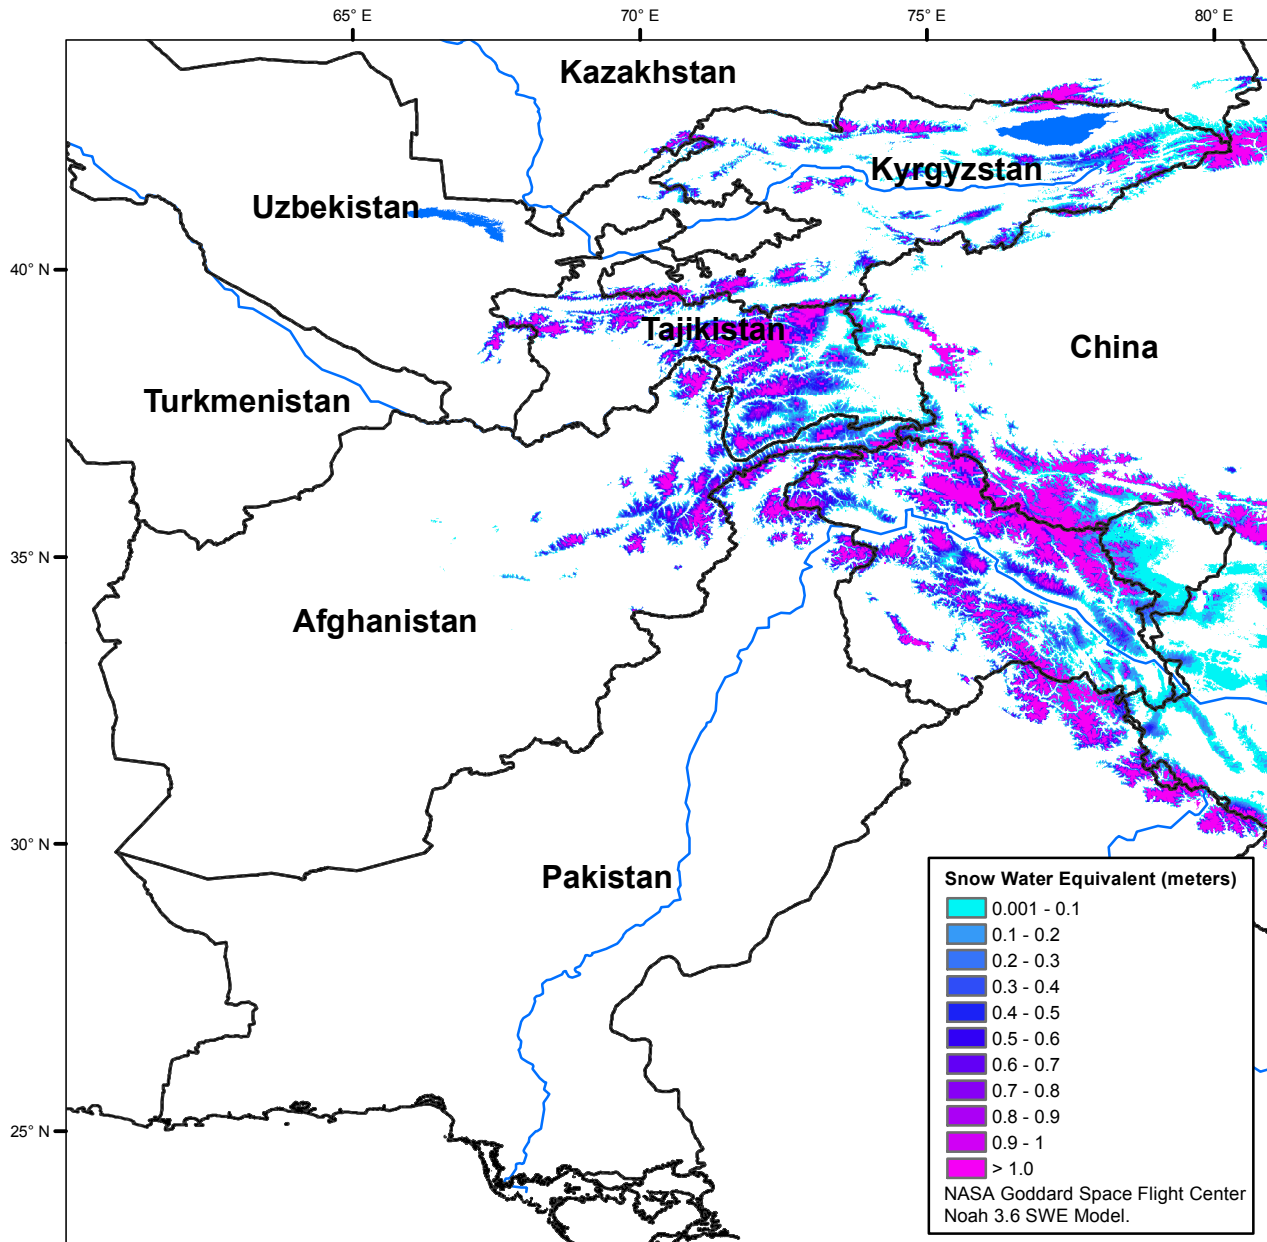 65° E
70° E
75° E
80° E
Kazakhstan
Kyrgyzstan
Uzbekistan
40° N
Tajikistan
China
Turkmenistan
35° N
Afghanistan
30° N
Pakistan
25° N
Snow Water Equivalent (meters)
0.001 - 0.1
0.1 - 0.2
0.2 - 0.3
0.3 - 0.4
0.4 - 0.5
0.5 - 0.6
0.6 - 0.7
0.7 - 0.8
0.8 - 0.9
0.9 - 1
> 1.0
NASA Goddard Space Flight Center
Noah 3.6 SWE Model.